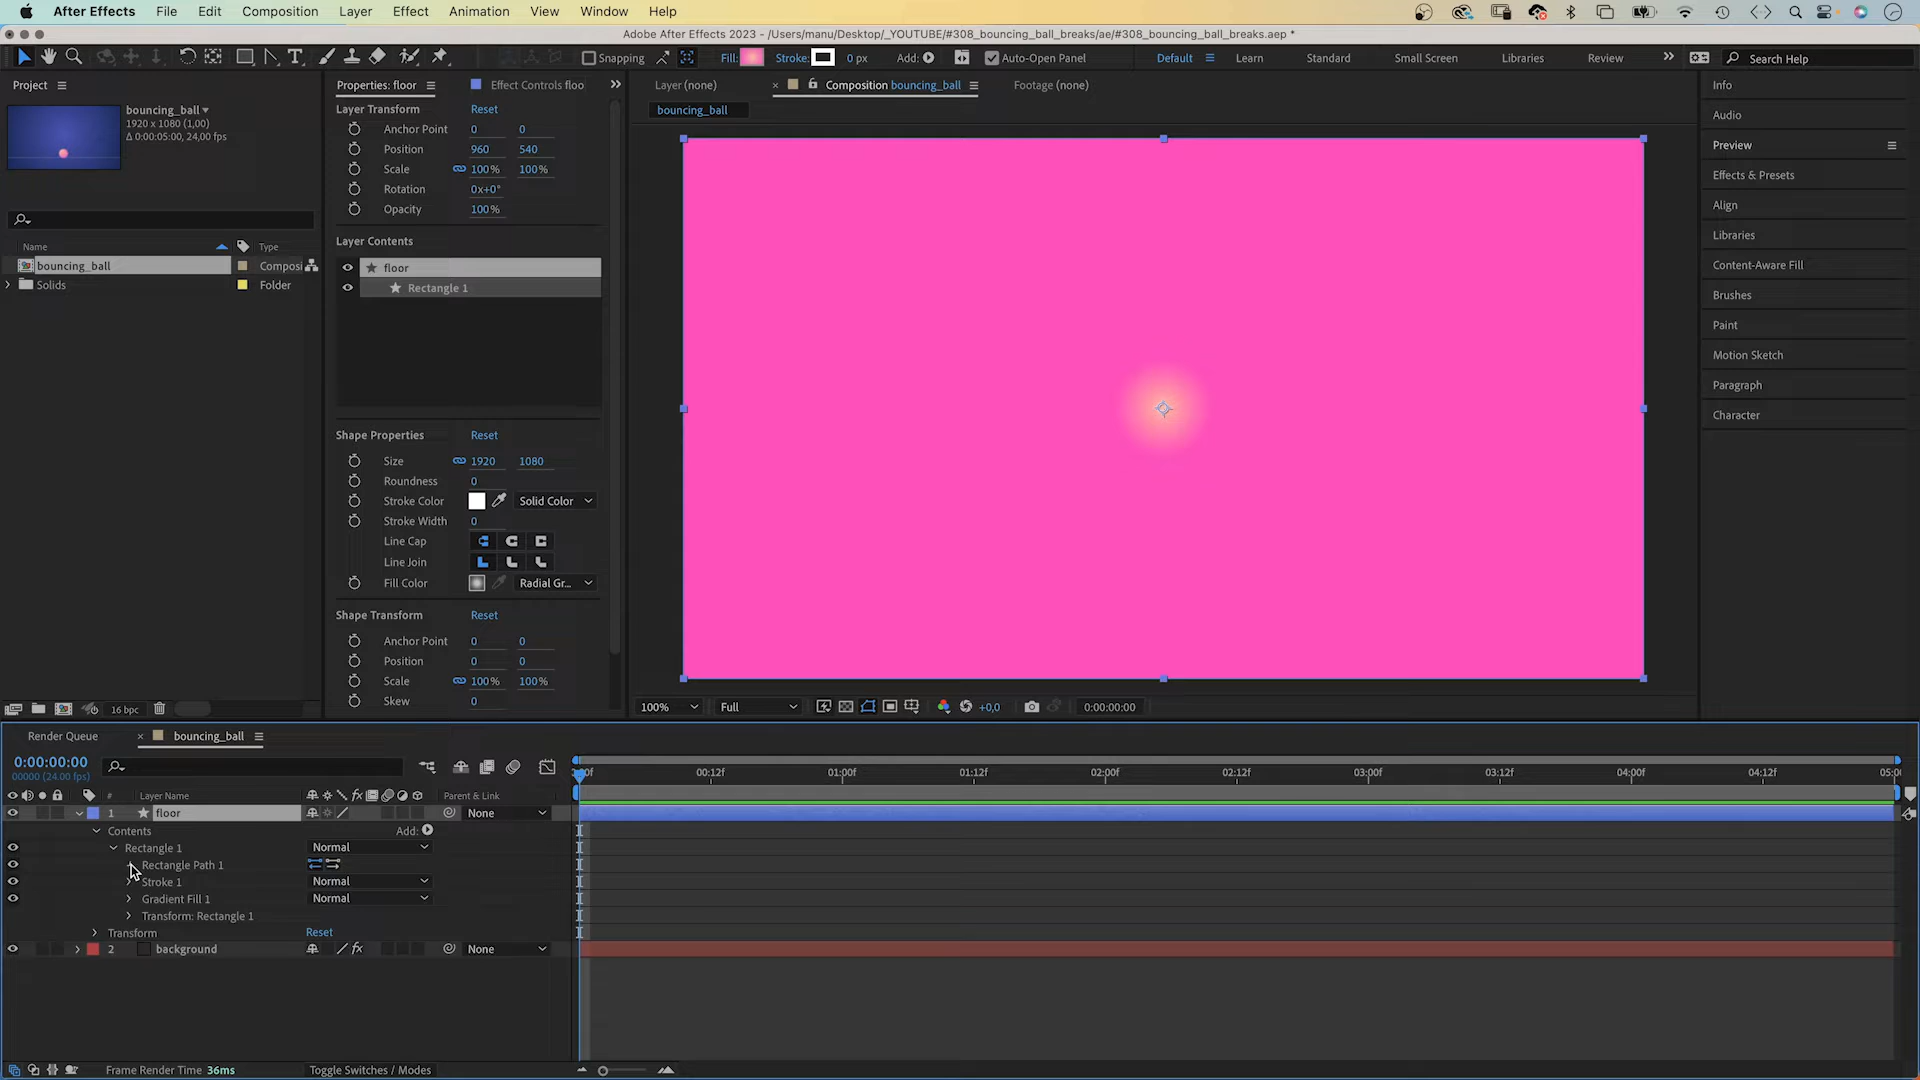 After Effects File Edit Composition Layer Effect Animation View Window Help
Adobe After Effects 2023 - /Users/manu/Desktop/_YOUTUBE/#308_bouncing_ball_breaks/ae/#308_bouncing_ball_breaks.aep *
Snapping Fill: Stroke: 0 px Add: Auto-Open Panel Default Learn Standard Small Screen Libraries Review Search Help
Project
bouncing_ball
1920 x 1080 (1,00)
Δ 0:00:05:00, 24,00 fps
Name Type
bouncing_ball Composi
Solids Folder
16 bpc
Properties: floor Effect Controls floo
Layer Transform Reset
Anchor Point 0 0
Position 960 540
Scale 100% 100%
Rotation 0x+0°
Opacity 100%
Layer Contents
floor
Rectangle 1
Shape Properties Reset
Size 1920 1080
Roundness 0
Stroke Color Solid Color
Stroke Width 0
Line Cap
Line Join
Fill Color Radial Gr...
Shape Transform Reset
Anchor Point 0 0
Position 0 0
Scale 100% 100%
Skew 0
Layer (none) Composition bouncing_ball Footage (none)
bouncing_ball
100% Full +0,0 0:00:00:00
Info
Audio
Preview
Effects & Presets
Align
Libraries
Content-Aware Fill
Brushes
Paint
Motion Sketch
Paragraph
Character
Render Queue bouncing_ball
0:00:00:00
00000 (24.00 fps)
00:12f 01:00f 01:12f 02:00f 02:12f 03:00f 03:12f 04:00f 04:12f 05:0
# Layer Name Parent & Link
1 floor None
Contents Add:
Rectangle 1 Normal
Rectangle Path 1
Stroke 1 Normal
Gradient Fill 1 Normal
Transform: Rectangle 1
Transform Reset
2 background None
Frame Render Time 36ms Toggle Switches / Modes